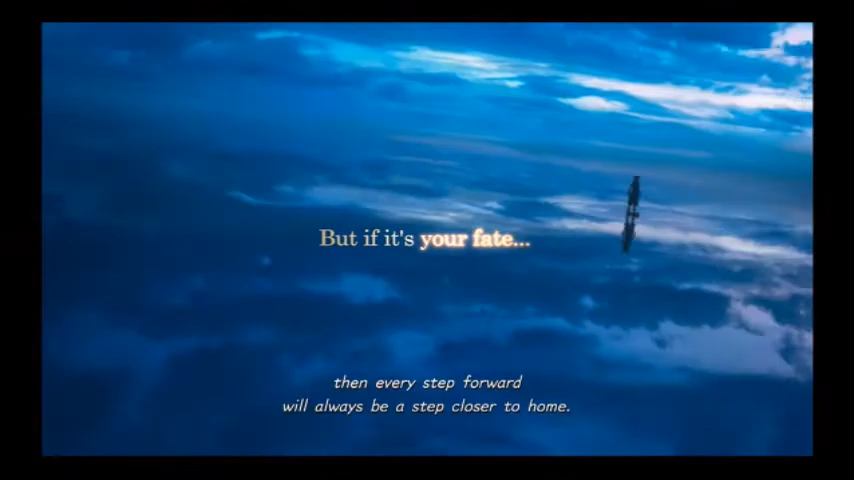 But if it's your fate...
then every step forward
will always be a step closer to home.